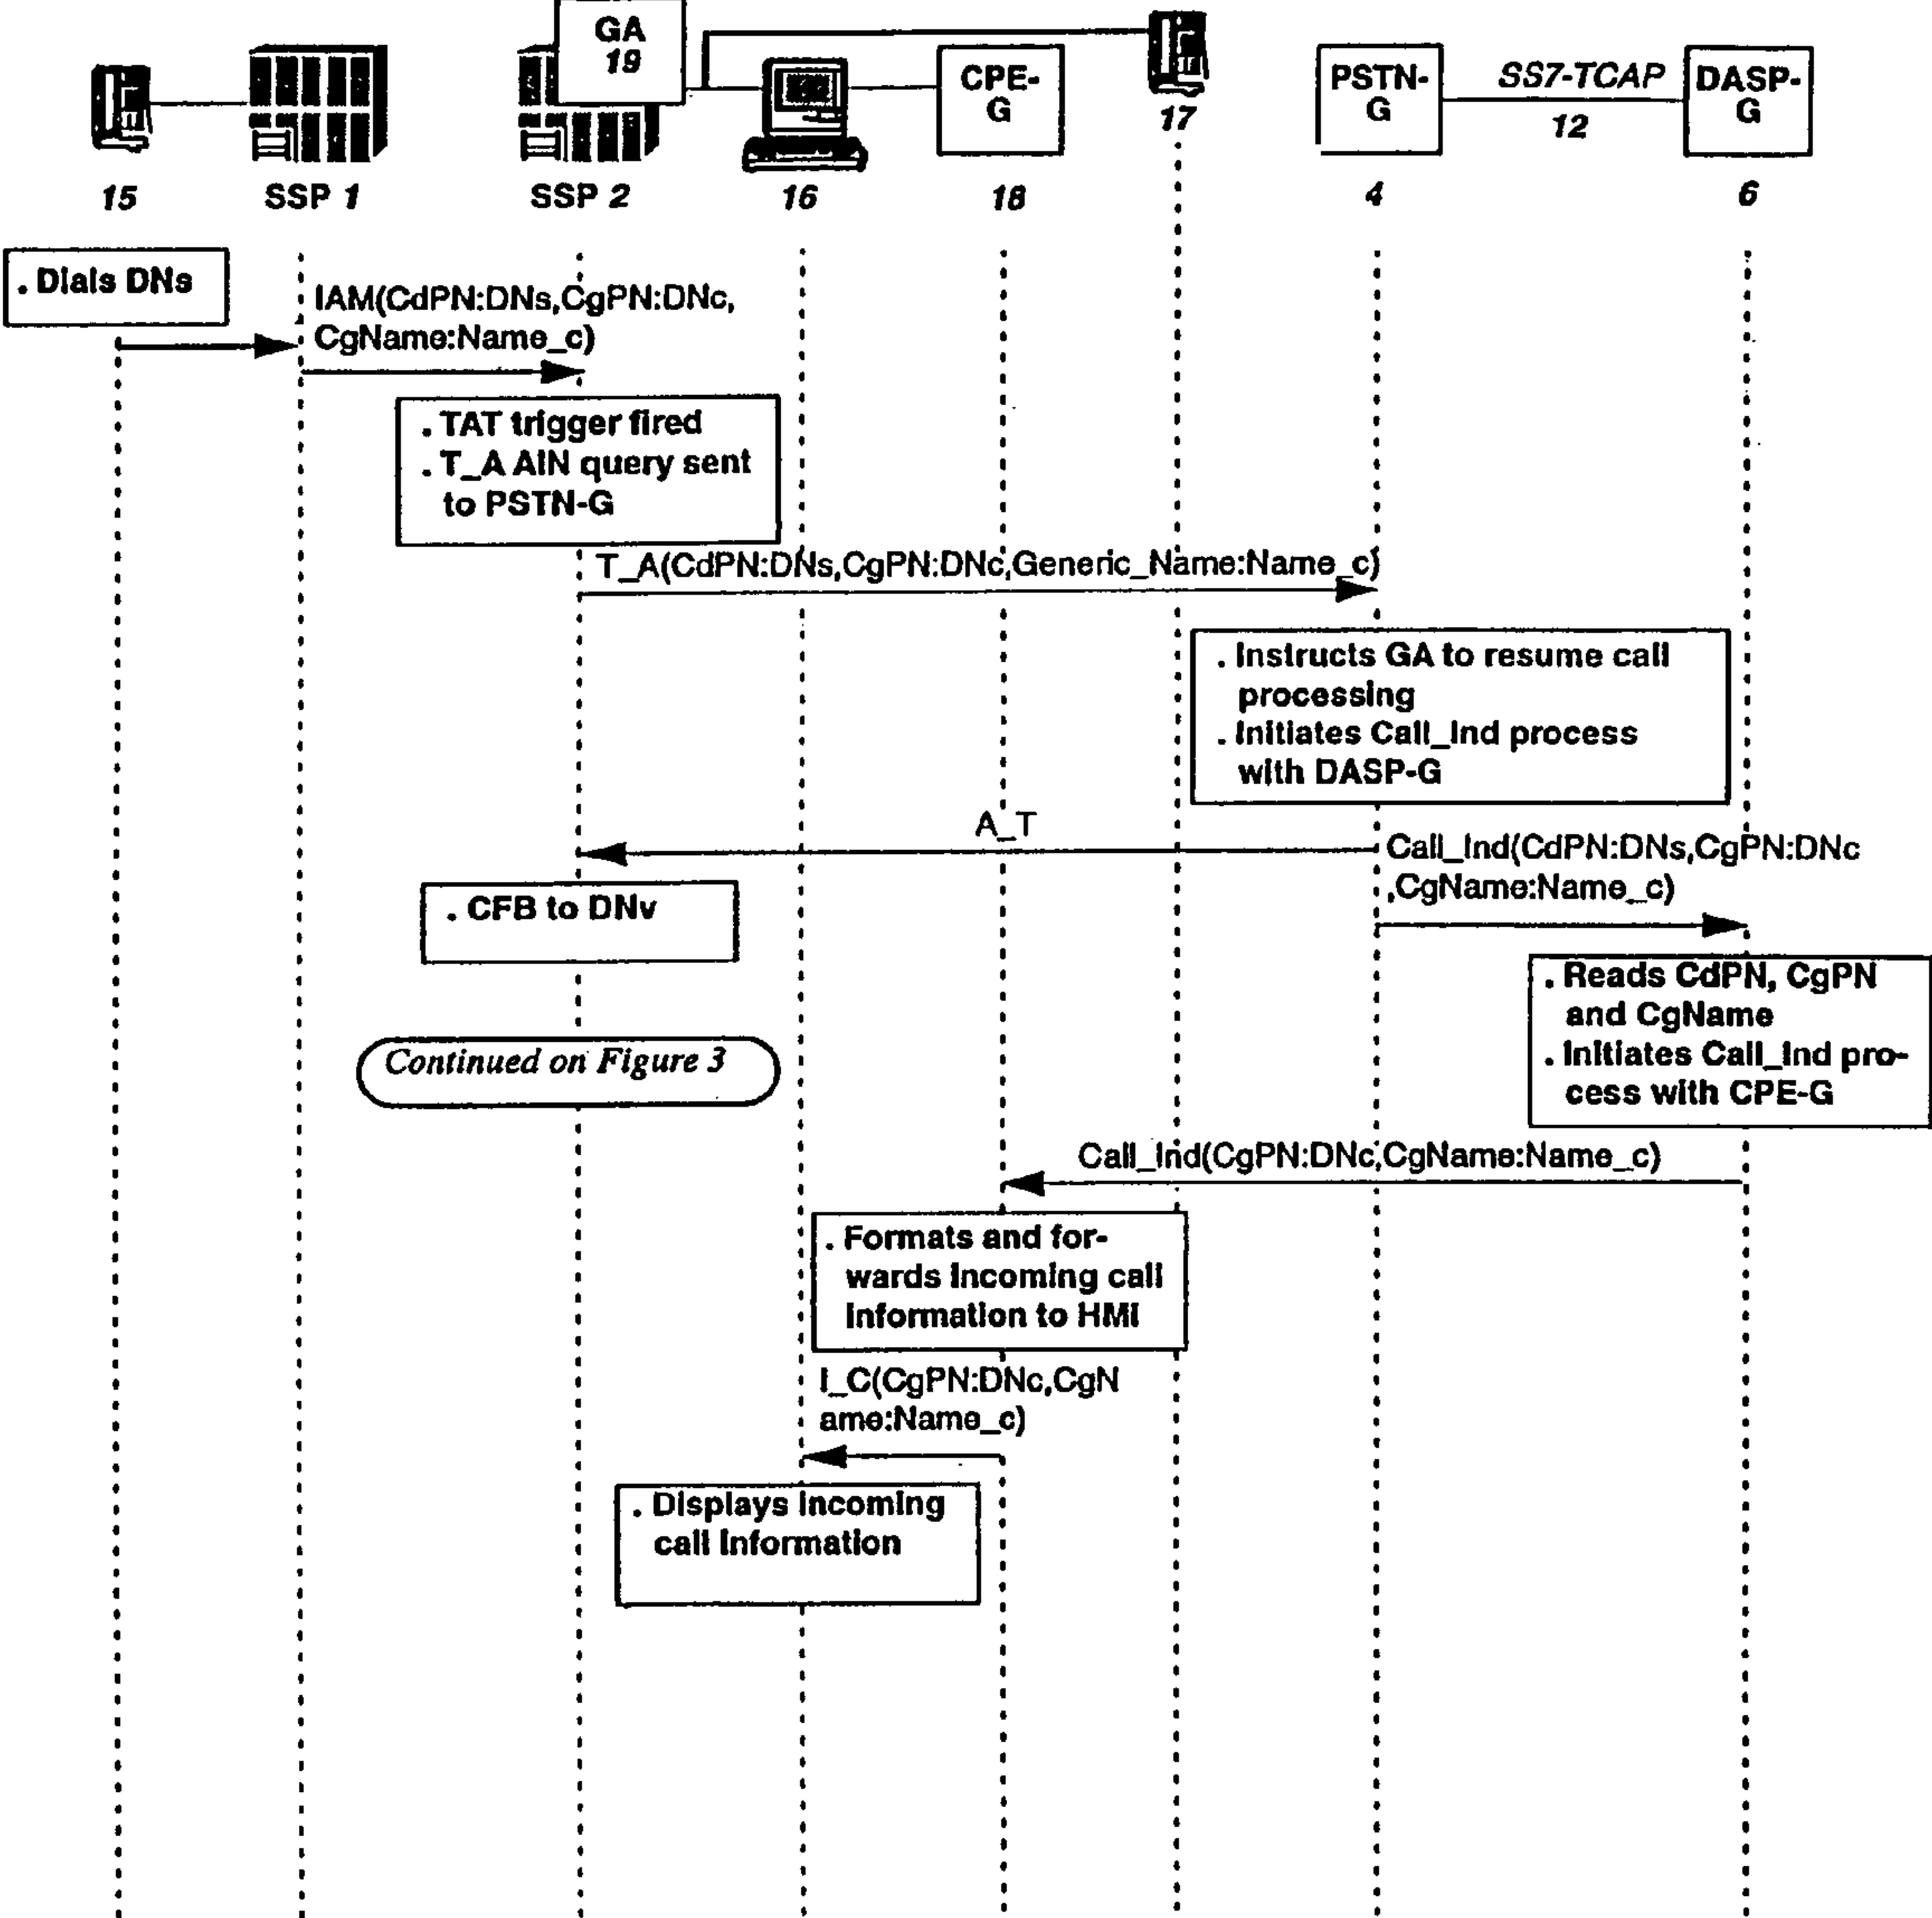 GA
19
CPE-
G
PSTN-
G
SS7-TCAP
12
DASP-
G
15
SSP 1
SSP 2
16
18
17
4
6
. Dials DNs
IAM(CdPN:DNs,CgPN:DNc,
CgName:Name_c)
. TAT trigger fired
. T_A AIN query sent
to PSTN-G
T_A(CdPN:DNs,CgPN:DNc,Generic_Name:Name_c)
. Instructs GA to resume call
processing
. Initiates Call_Ind process
with DASP-G
A_T
Call_Ind(CdPN:DNs,CgPN:DNc
,CgName:Name_c)
. CFB to DNv
. Reads CdPN, CgPN
and CgName
. Initiates Call_Ind pro-
cess with CPE-G
Continued on Figure 3
Call_Ind(CgPN:DNc,CgName:Name_c)
. Formats and for-
wards incoming call
information to HMI
I_C(CgPN:DNc,CgN
ame:Name_c)
. Displays incoming
call information